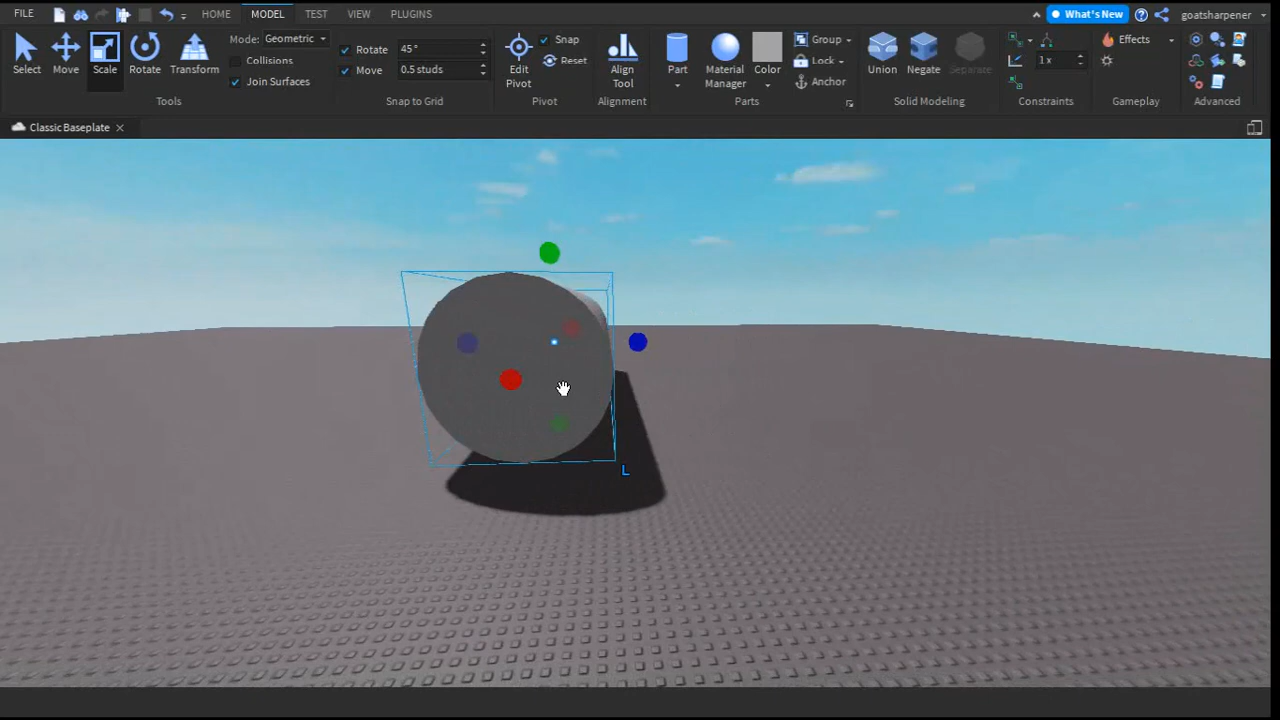 FILE HOME MODEL TEST VIEW PLUGINS What's New goatsharpener
Select Move Scale Rotate Transform
Mode: Geometric
Collisions
Join Surfaces
Tools
Rotate 45°
Move 0.5 studs
Snap to Grid
Edit Pivot
Snap
Reset
Pivot
Align Tool
Alignment
Part
Material Manager
Color
Group
Lock
Anchor
Parts
Union Negate Separate
Solid Modeling
1 x
Constraints
Effects
Gameplay
Advanced
Classic Baseplate
L